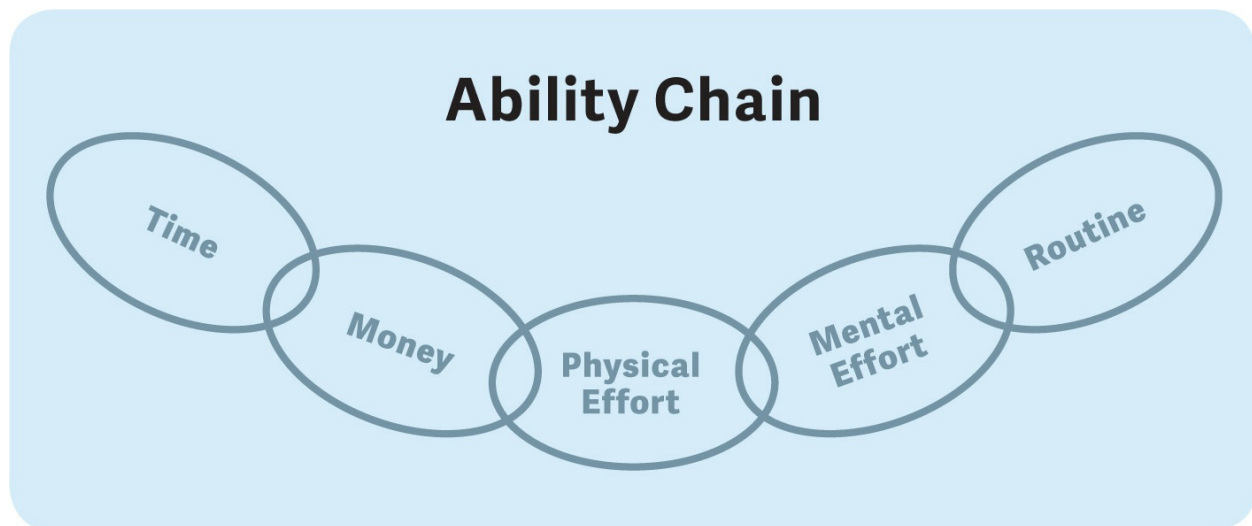 Ability Chain
Time
Money
Physical
Effort
Mental
Effort
Routine